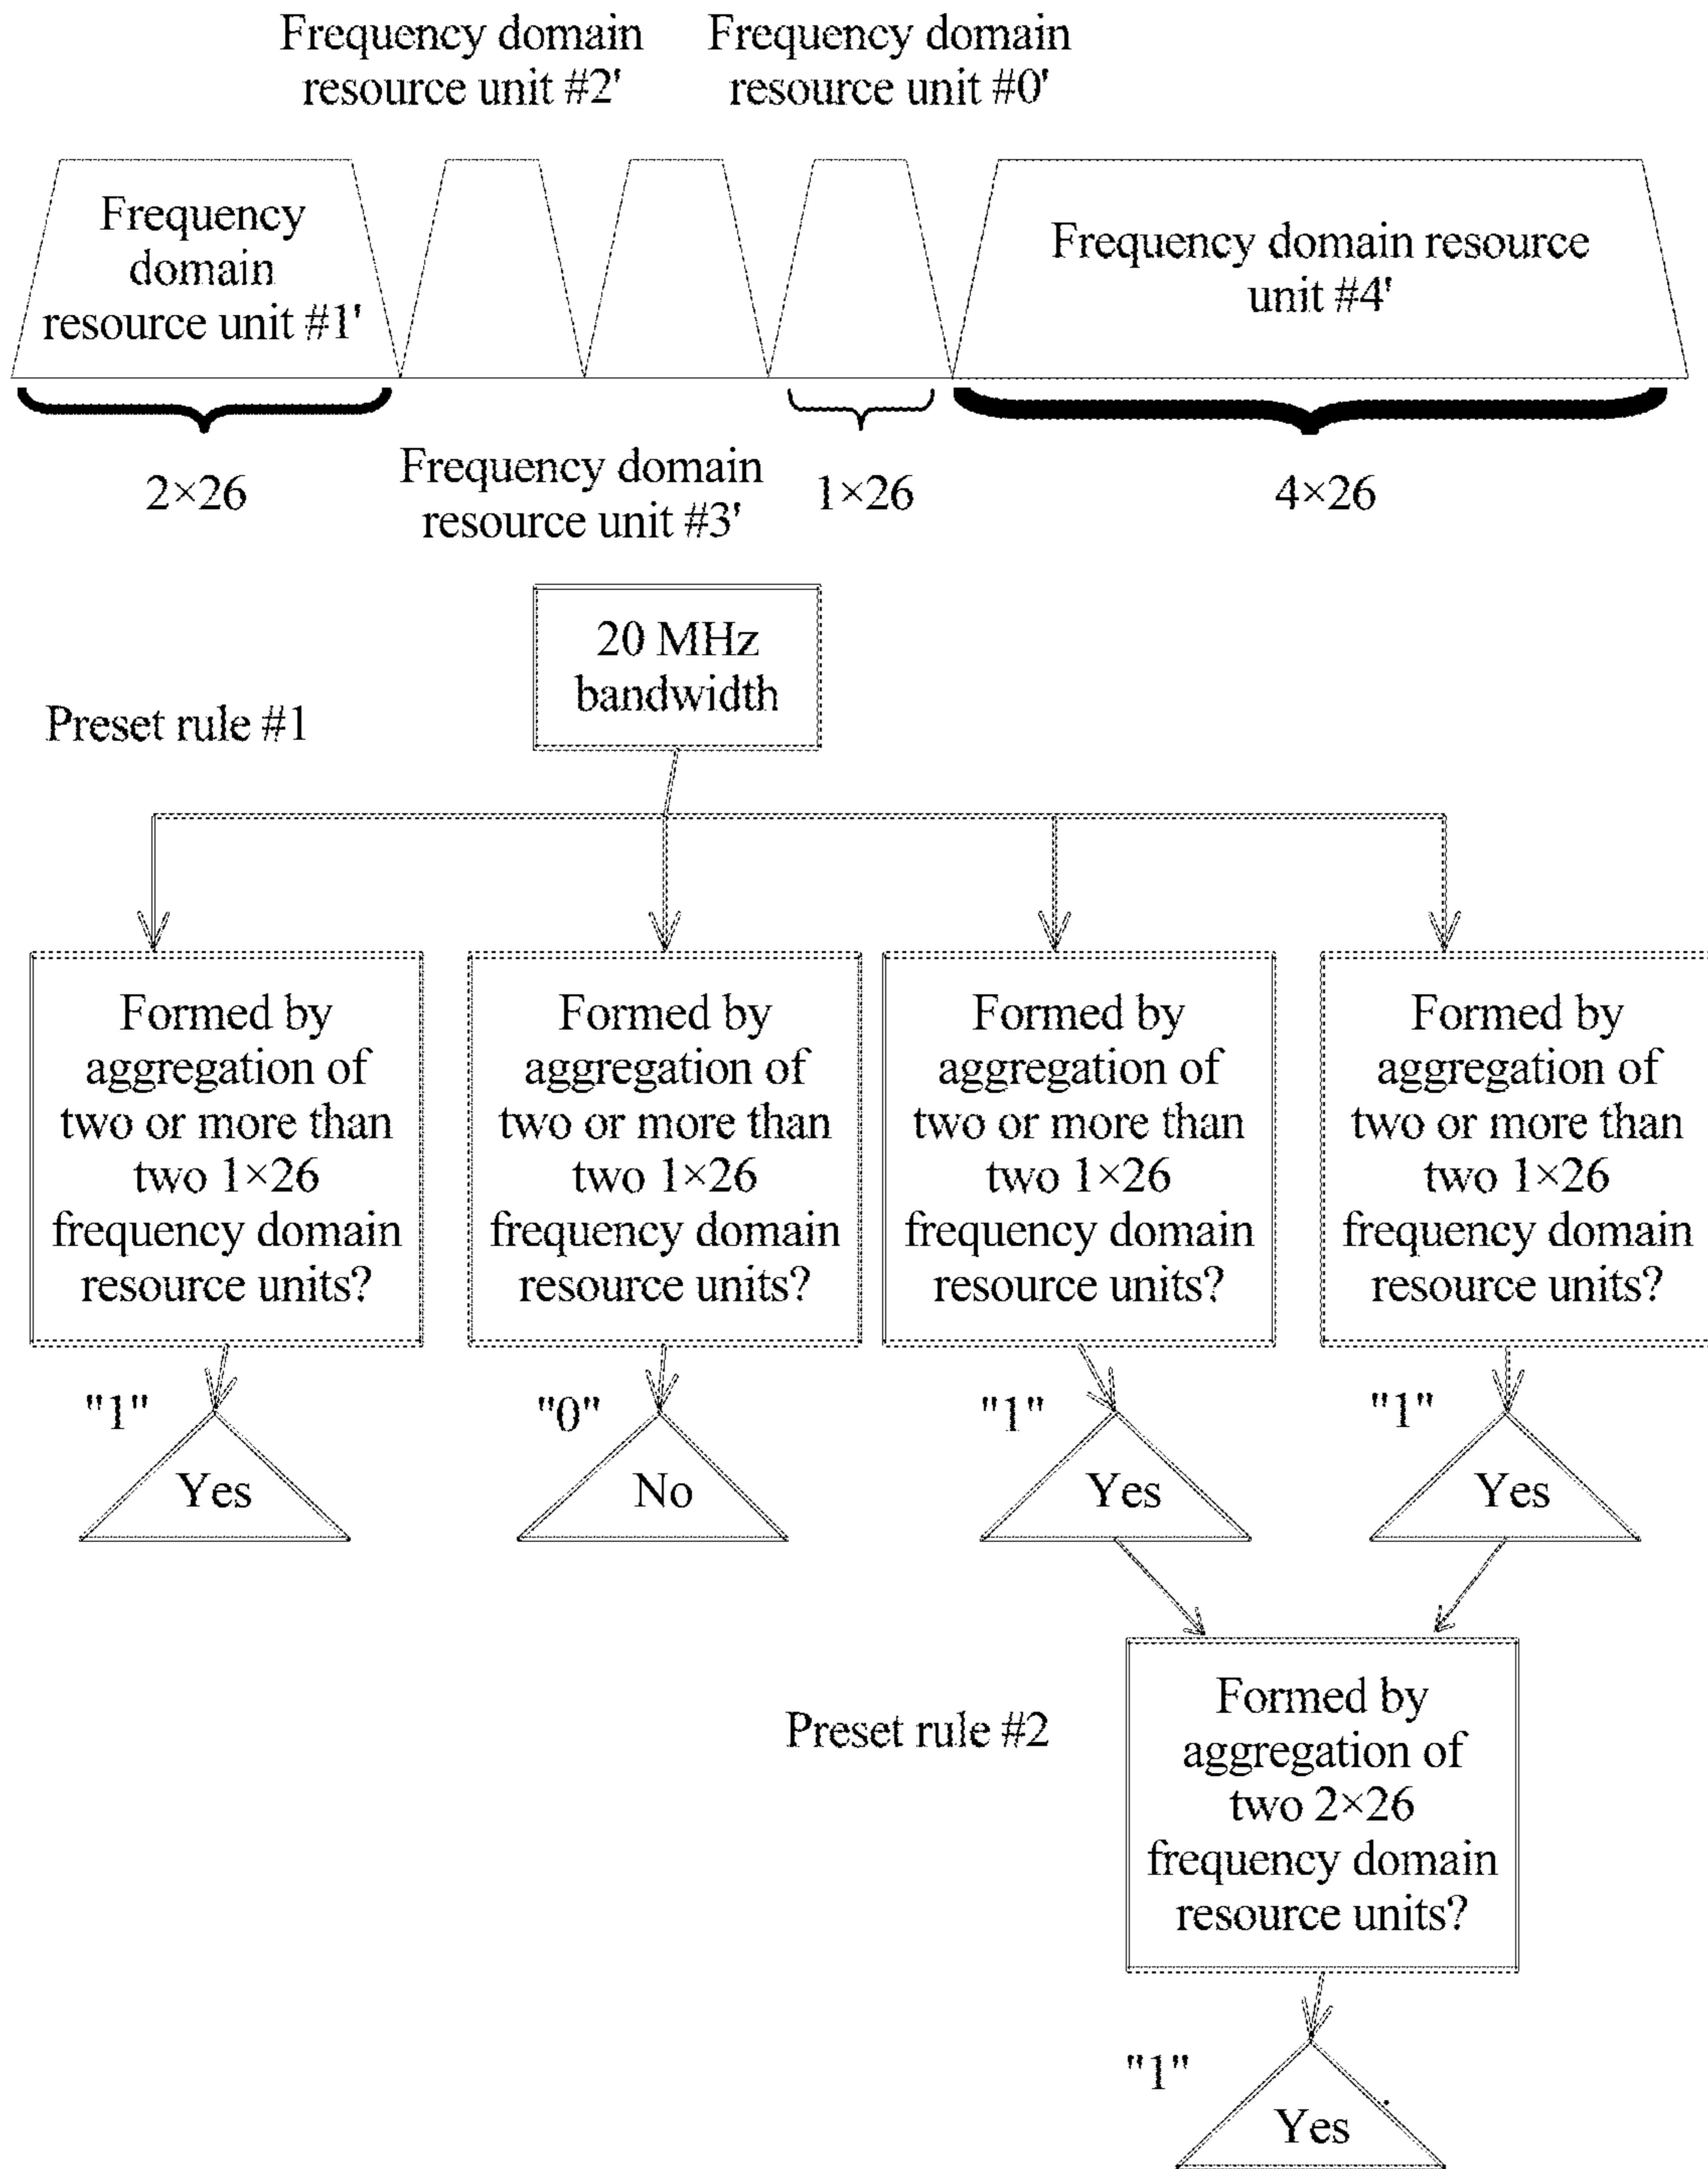 Frequency domain
resource unit #2'
Frequency domain
resource unit #0'
Frequency
domain
resource unit #1'
Frequency domain resource
unit #4'
2×26
Frequency domain
resource unit #3'
1×26
4×26
20 MHz
bandwidth
Preset rule #1
Formed by
aggregation of
two or more than
two 1×26
frequency domain
resource units?
Formed by
aggregation of
two or more than
two 1×26
frequency domain
resource units?
Formed by
aggregation of
two or more than
two 1×26
frequency domain
resource units?
Formed by
aggregation of
two or more than
two 1×26
frequency domain
resource units?
"1"
Yes
"0"
No
"1"
Yes
"1"
Yes
Preset rule #2
Formed by
aggregation of
two 2×26
frequency domain
resource units?
"1"
Yes